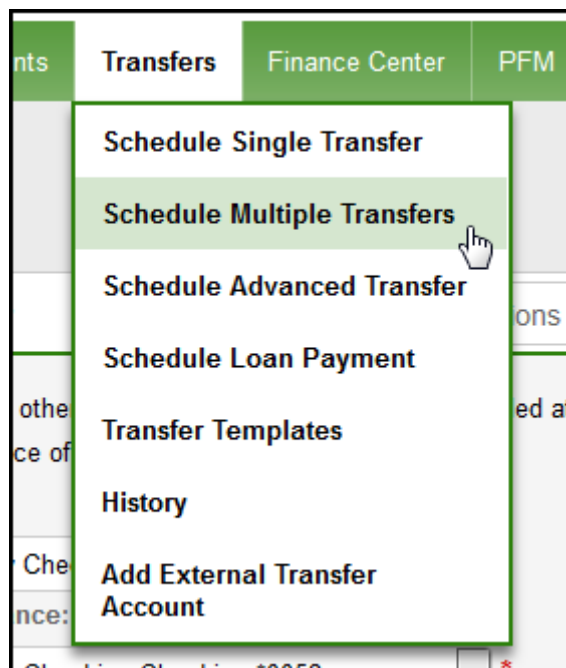 nts Transfers Finance Center PFM
Schedule Single Transfer
Schedule Multiple Transfers
Schedule Advanced Transfer
ions
Schedule Loan Payment
othe ed a
Transfer Templates
ce of
History
Che
Add External Transfer
Account
nce:
*